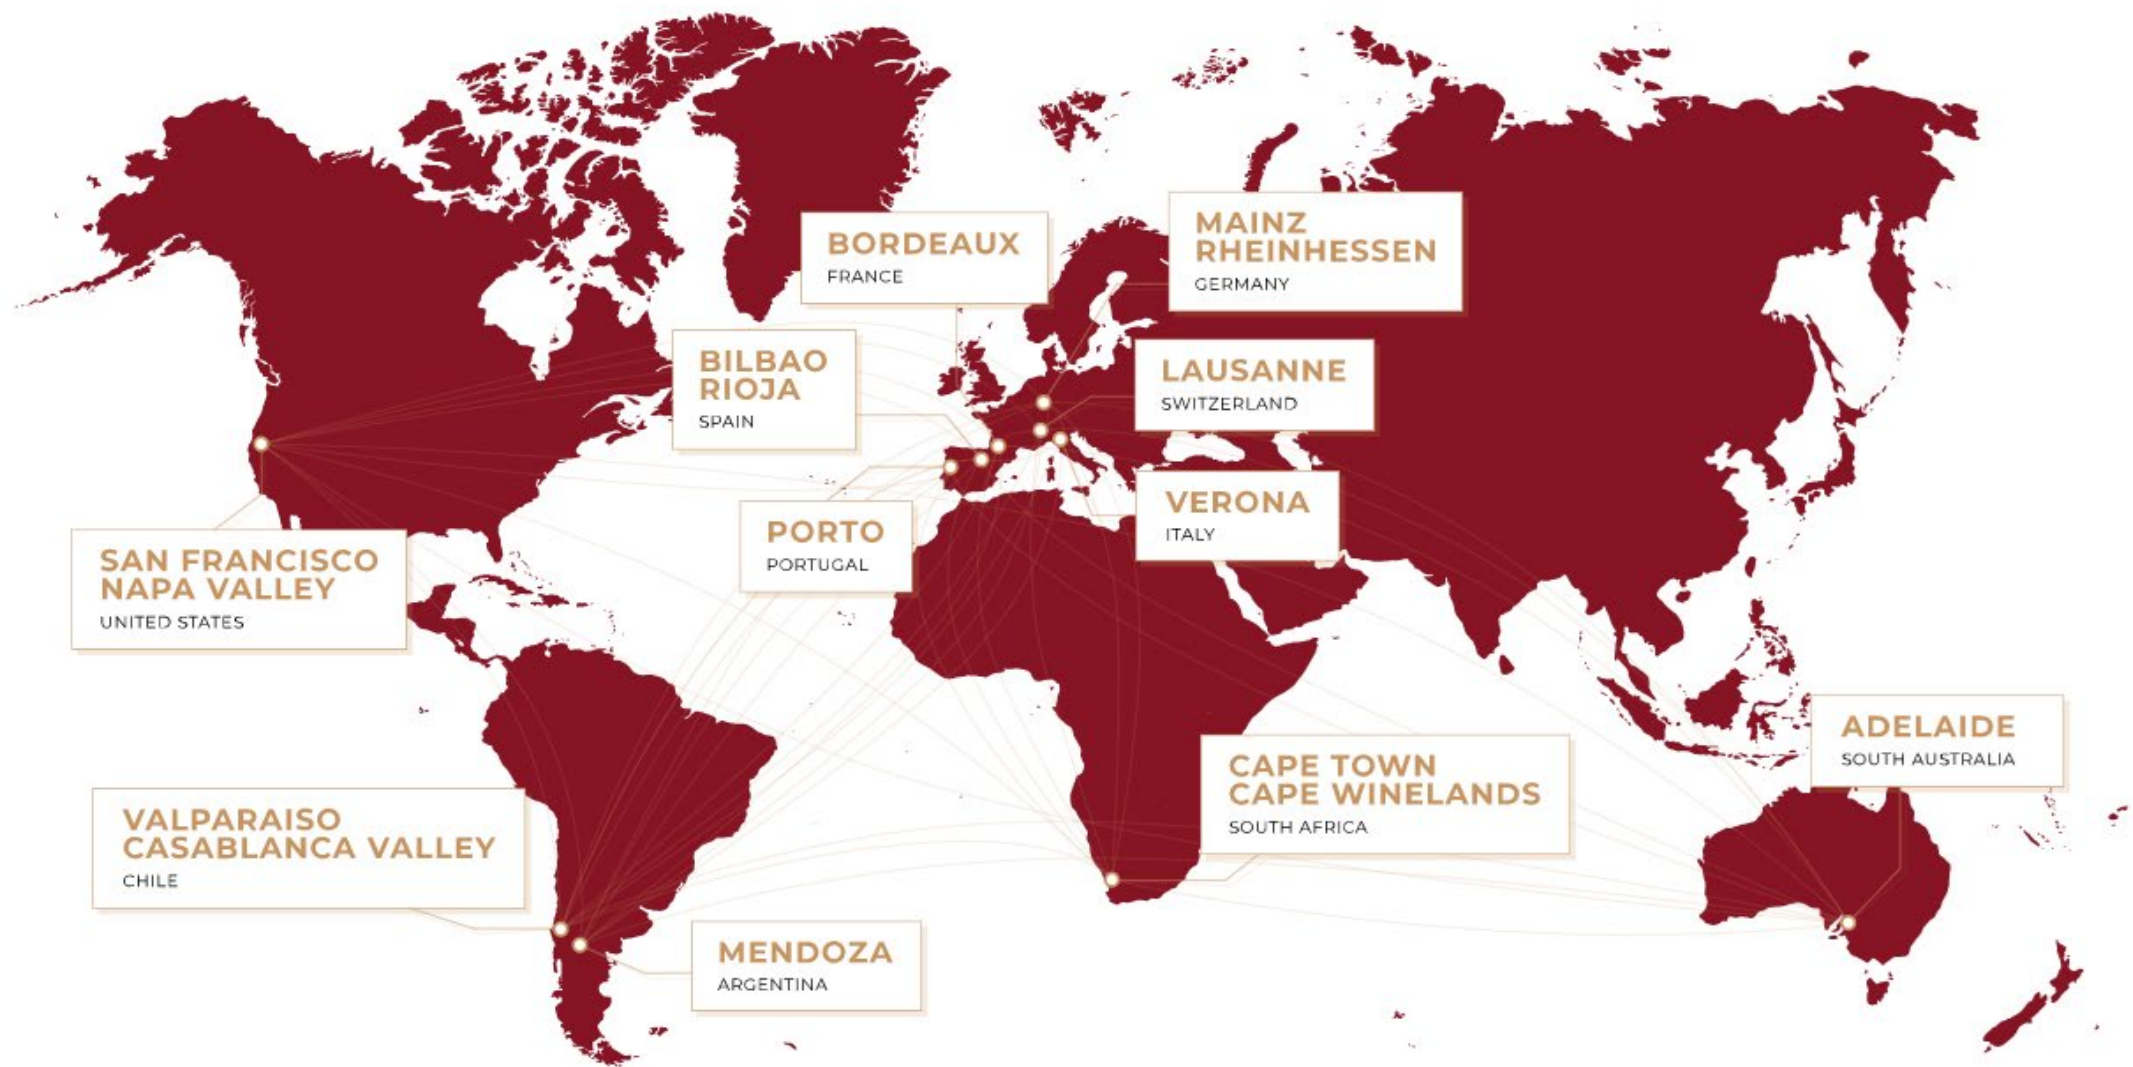 BORDEAUX
FRANCE
MAINZ
RHEINHESSEN
GERMANY
BILBAO
RIOJA
SPAIN
LAUSANNE
SWITZERLAND
PORTO
PORTUGAL
VERONA
ITALY
SAN FRANCISCO
NAPA VALLEY
UNITED STATES
ADELAIDE
SOUTH AUSTRALIA
CAPE TOWN
CAPE WINELANDS
SOUTH AFRICA
VALPARAISO
CASABLANCA VALLEY
CHILE
MENDOZA
ARGENTINA